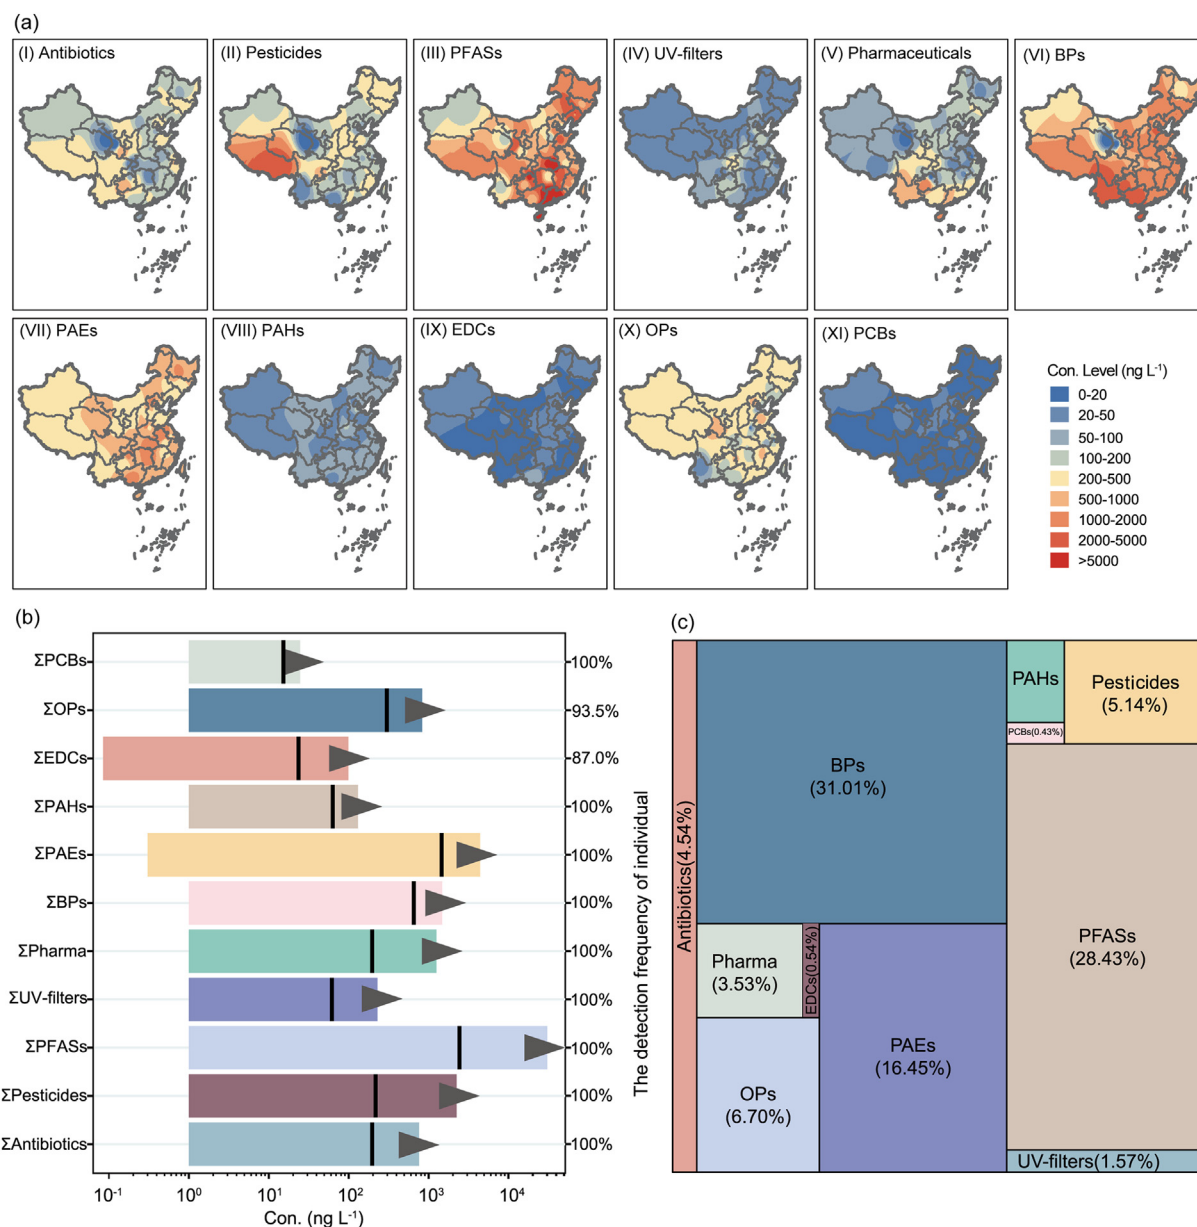 (a)
(I) Antibiotics
(II) Pesticides
(III) PFASs
(IV) UV-filters
(V) Pharmaceuticals
(VI) BPs
(VII) PAEs
(VIII) PAHs
(IX) EDCs
(X) OPs
(XI) PCBs
Con. Level (ng L⁻¹)
0-20
20-50
50-100
100-200
200-500
500-1000
1000-2000
2000-5000
>5000
(b)
ΣPCBs
100%
ΣOPs
93.5%
ΣEDCs
87.0%
ΣPAHs
100%
ΣPAEs
100%
ΣBPs
100%
ΣPharma
100%
ΣUV-filters
100%
ΣPFASs
100%
ΣPesticides
100%
ΣAntibiotics
100%
10⁻¹ 10⁰ 10¹ 10² 10³ 10⁴
Con. (ng L⁻¹)
The detection frequency of individual
(c)
Antibiotics(4.54%)
BPs
(31.01%)
PAHs
Pesticides
(5.14%)
PCBs(0.43%)
Pharma
(3.53%)
EDCs(0.54%)
PFASs
(28.43%)
PAEs
(16.45%)
OPs
(6.70%)
UV-filters(1.57%)